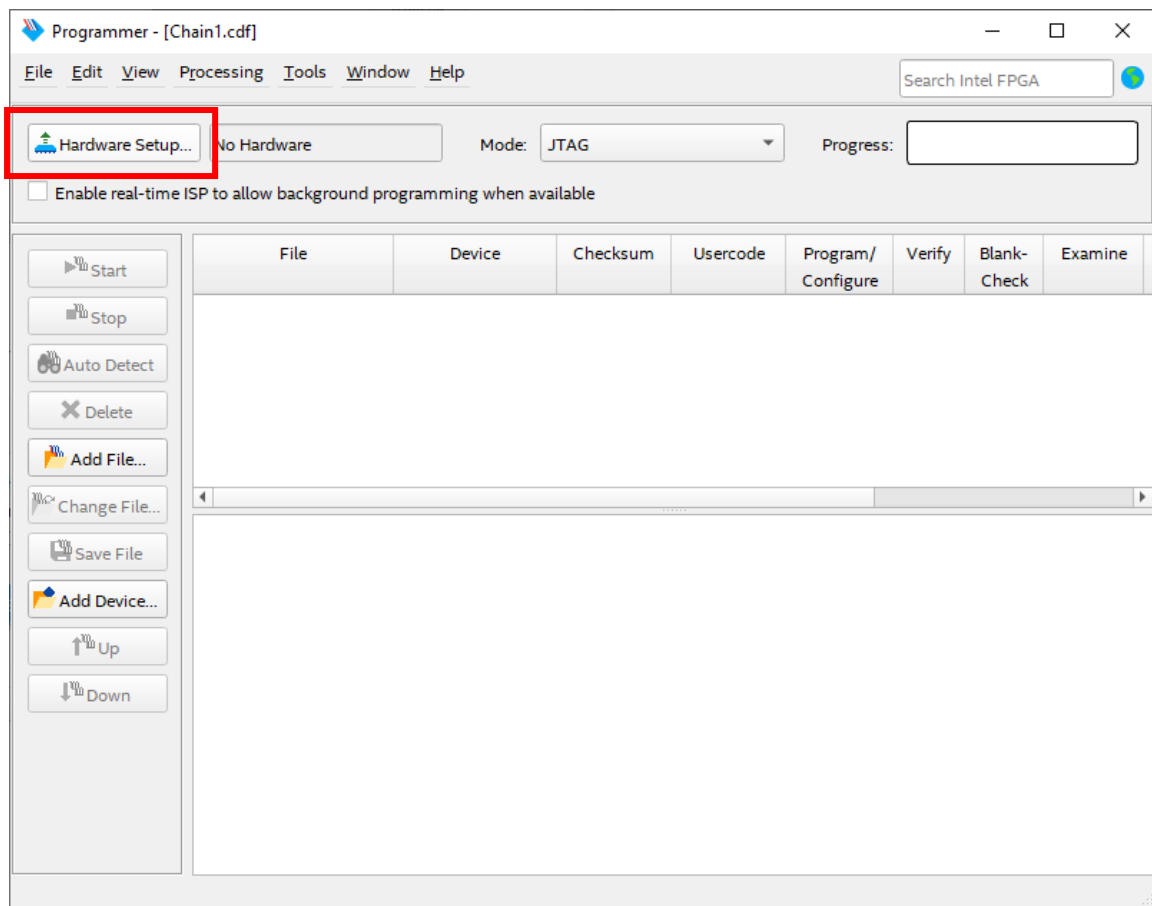 Programmer - [Chain1.cdf]
File Edit View Processing Tools Window Help
Search Intel FPGA
Hardware Setup... No Hardware Mode: JTAG Progress:
Enable real-time ISP to allow background programming when available
File Device Checksum Usercode Program/ Verify Blank- Examine
Configure Check
Start
Stop
Auto Detect
Delete
Add File...
Change File...
Save File
Add Device...
Up
Down